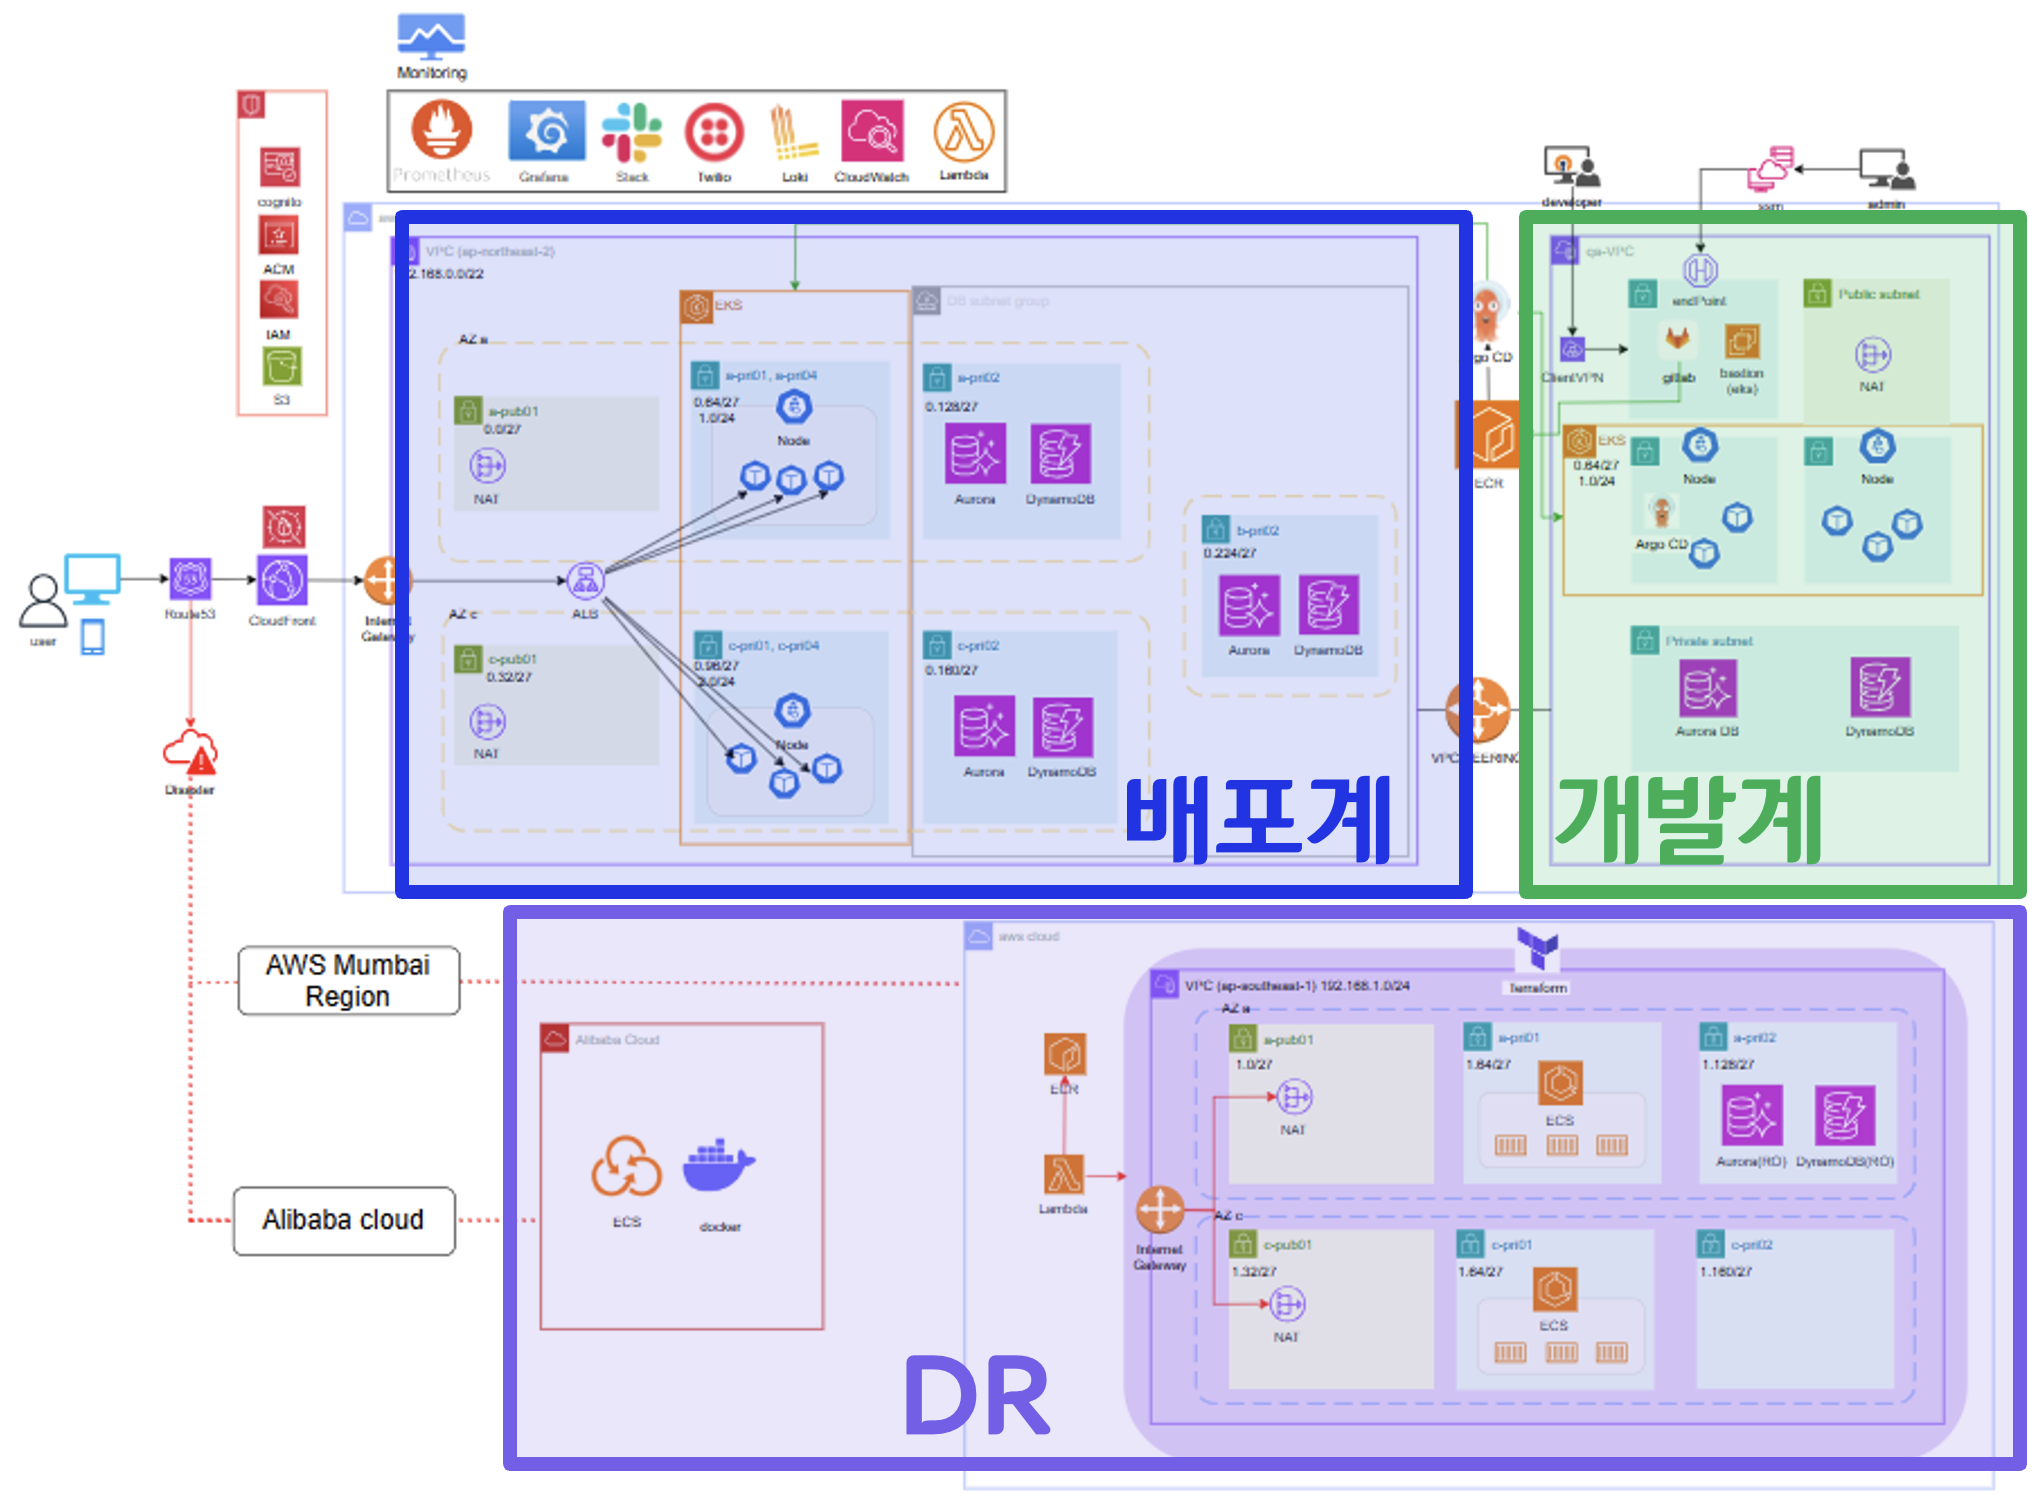 Monitoring
Prometheus
Grafana
Slack
Twilio
Loki
CloudWatch
Lambda
cognito
ACM
IAM
S3
developer
ssm
admin
VPC (ap-northeast-2)
2.168.0.0/22
EKS
DB subnet group
AZ a
a-pub01
0.0/27
NAT
a-pri01, a-pri04
0.64/27
1.0/24
Node
a-pri02
0.128/27
Aurora
DynamoDB
b-pri02
0.224/27
Aurora
DynamoDB
user
Route53
CloudFront
Internet
Gateway
ALB
AZ c
c-pub01
0.32/27
NAT
c-pri01, c-pri04
0.96/27
2.0/24
Node
c-pri02
0.160/27
Aurora
DynamoDB
배포계
go CD
ECR
qa-VPC
endPoint
gitlab
bastion
(eks)
ClientVPN
Public subnet
NAT
EKS
0.64/27
1.0/24
Node
Argo CD
Node
Private subnet
Aurora DB
DynamoDB
개발계
Disaster
AWS Mumbai
Region
Alibaba cloud
Alibaba Cloud
ECS
docker
DR
aws cloud
Terraform
VPC (ap-southeast-1) 192.168.1.0/24
ECR
Lambda
Internet
Gateway
AZ a
a-pub01
1.0/27
NAT
a-pri01
1.64/27
ECS
a-pri02
1.128/27
Aurora(RO)
DynamoDB(RO)
AZ c
c-pub01
1.32/27
NAT
c-pri01
1.64/27
ECS
c-pri02
1.160/27